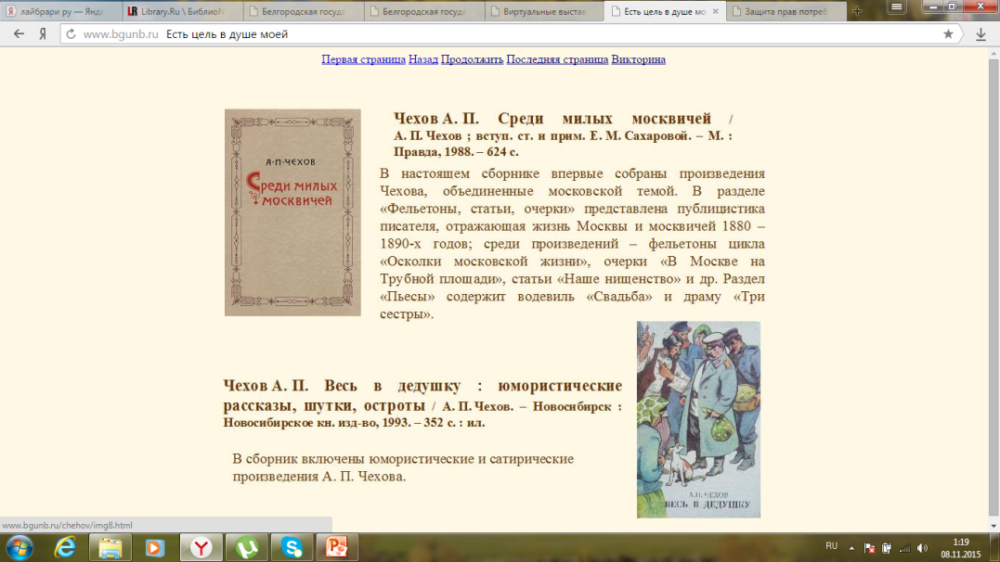 лайбрари ру — Янде
Library.Ru \ Библио
Белгородская госуда
Белгородская госуда
Виртуальные выстав
Есть цель в душе мо
Защита прав потреб
www.bgunb.ru Есть цель в душе моей
Первая страница Назад Продолжить Последняя страница Викторина
Чехов А. П. Среди милых москвичей /
А. П. Чехов ; вступ. ст. и прим. Е. М. Сахаровой. – М. :
Правда, 1988. – 624 с.
А·П·ЧЕХОВ
Среди милых
москвичей
В настоящем сборнике впервые собраны произведения
Чехова, объединенные московской темой. В разделе
«Фельетоны, статьи, очерки» представлена публицистика
писателя, отражающая жизнь Москвы и москвичей 1880 –
1890-х годов; среди произведений – фельетоны цикла
«Осколки московской жизни», очерки «В Москве на
Трубной площади», статьи «Наше нищенство» и др. Раздел
«Пьесы» содержит водевиль «Свадьба» и драму «Три
сестры».
Чехов А. П. Весь в дедушку : юмористические
рассказы, шутки, остроты / А. П. Чехов. – Новосибирск :
Новосибирское кн. изд-во, 1993. – 352 с. : ил.
В сборник включены юмористические и сатирические
произведения А. П. Чехова.
А.П. ЧЕХОВ
ВЕСЬ В ДЕДУШКУ
www.bgunb.ru/chehov/img8.html
RU
1:19
08.11.2015